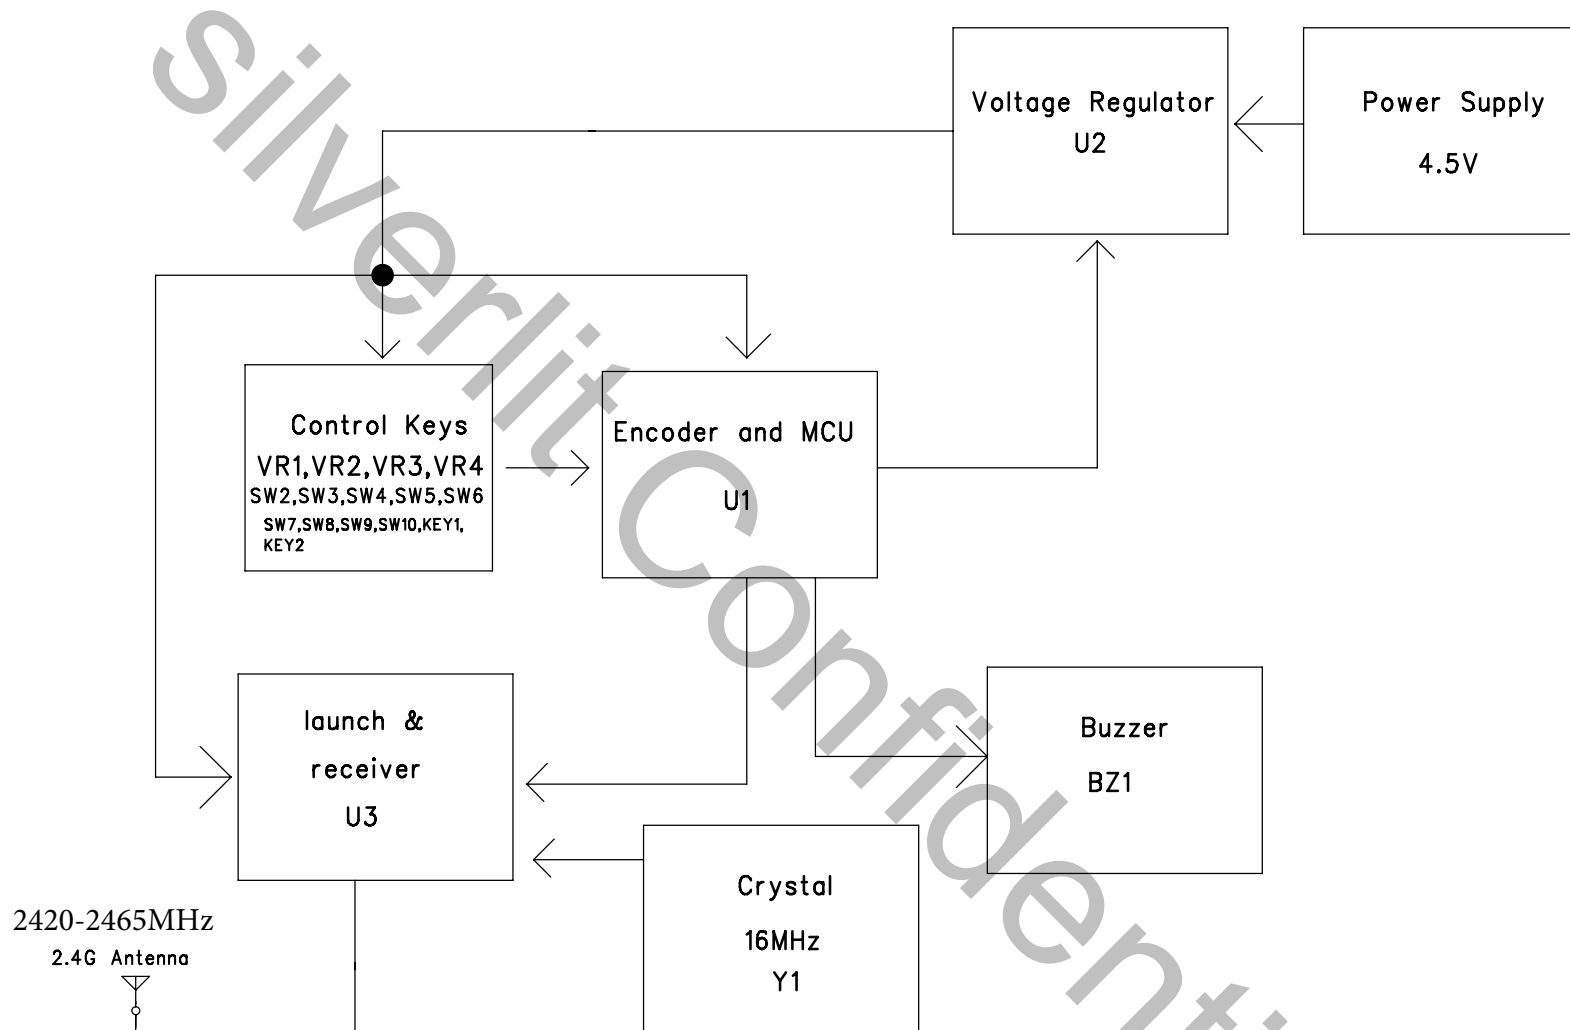 Voltage Regulator
U2
Power Supply
4.5V
Control Keys
VR1,VR2,VR3,VR4
SW2,SW3,SW4,SW5,SW6
SW7,SW8,SW9,SW10,KEY1,
KEY2
Encoder and MCU
U1
launch &
receiver
U3
Buzzer
BZ1
Crystal
16MHz
Y1
2420-2465MHz
2.4G Antenna
silverlit Confidenti